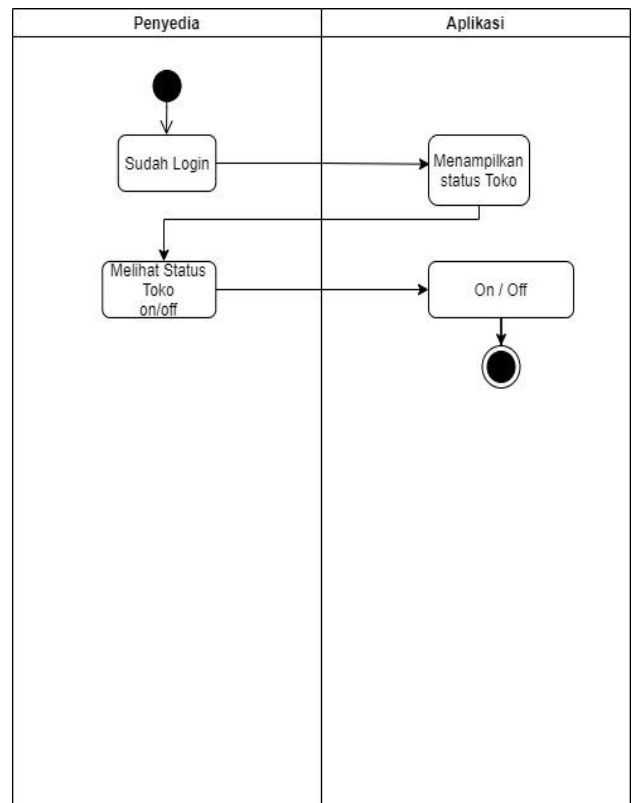 Penyedia
Aplikasi
Sudah Login
Menampilkan
status Toko
Melihat Status
Toko
on/off
On / Off